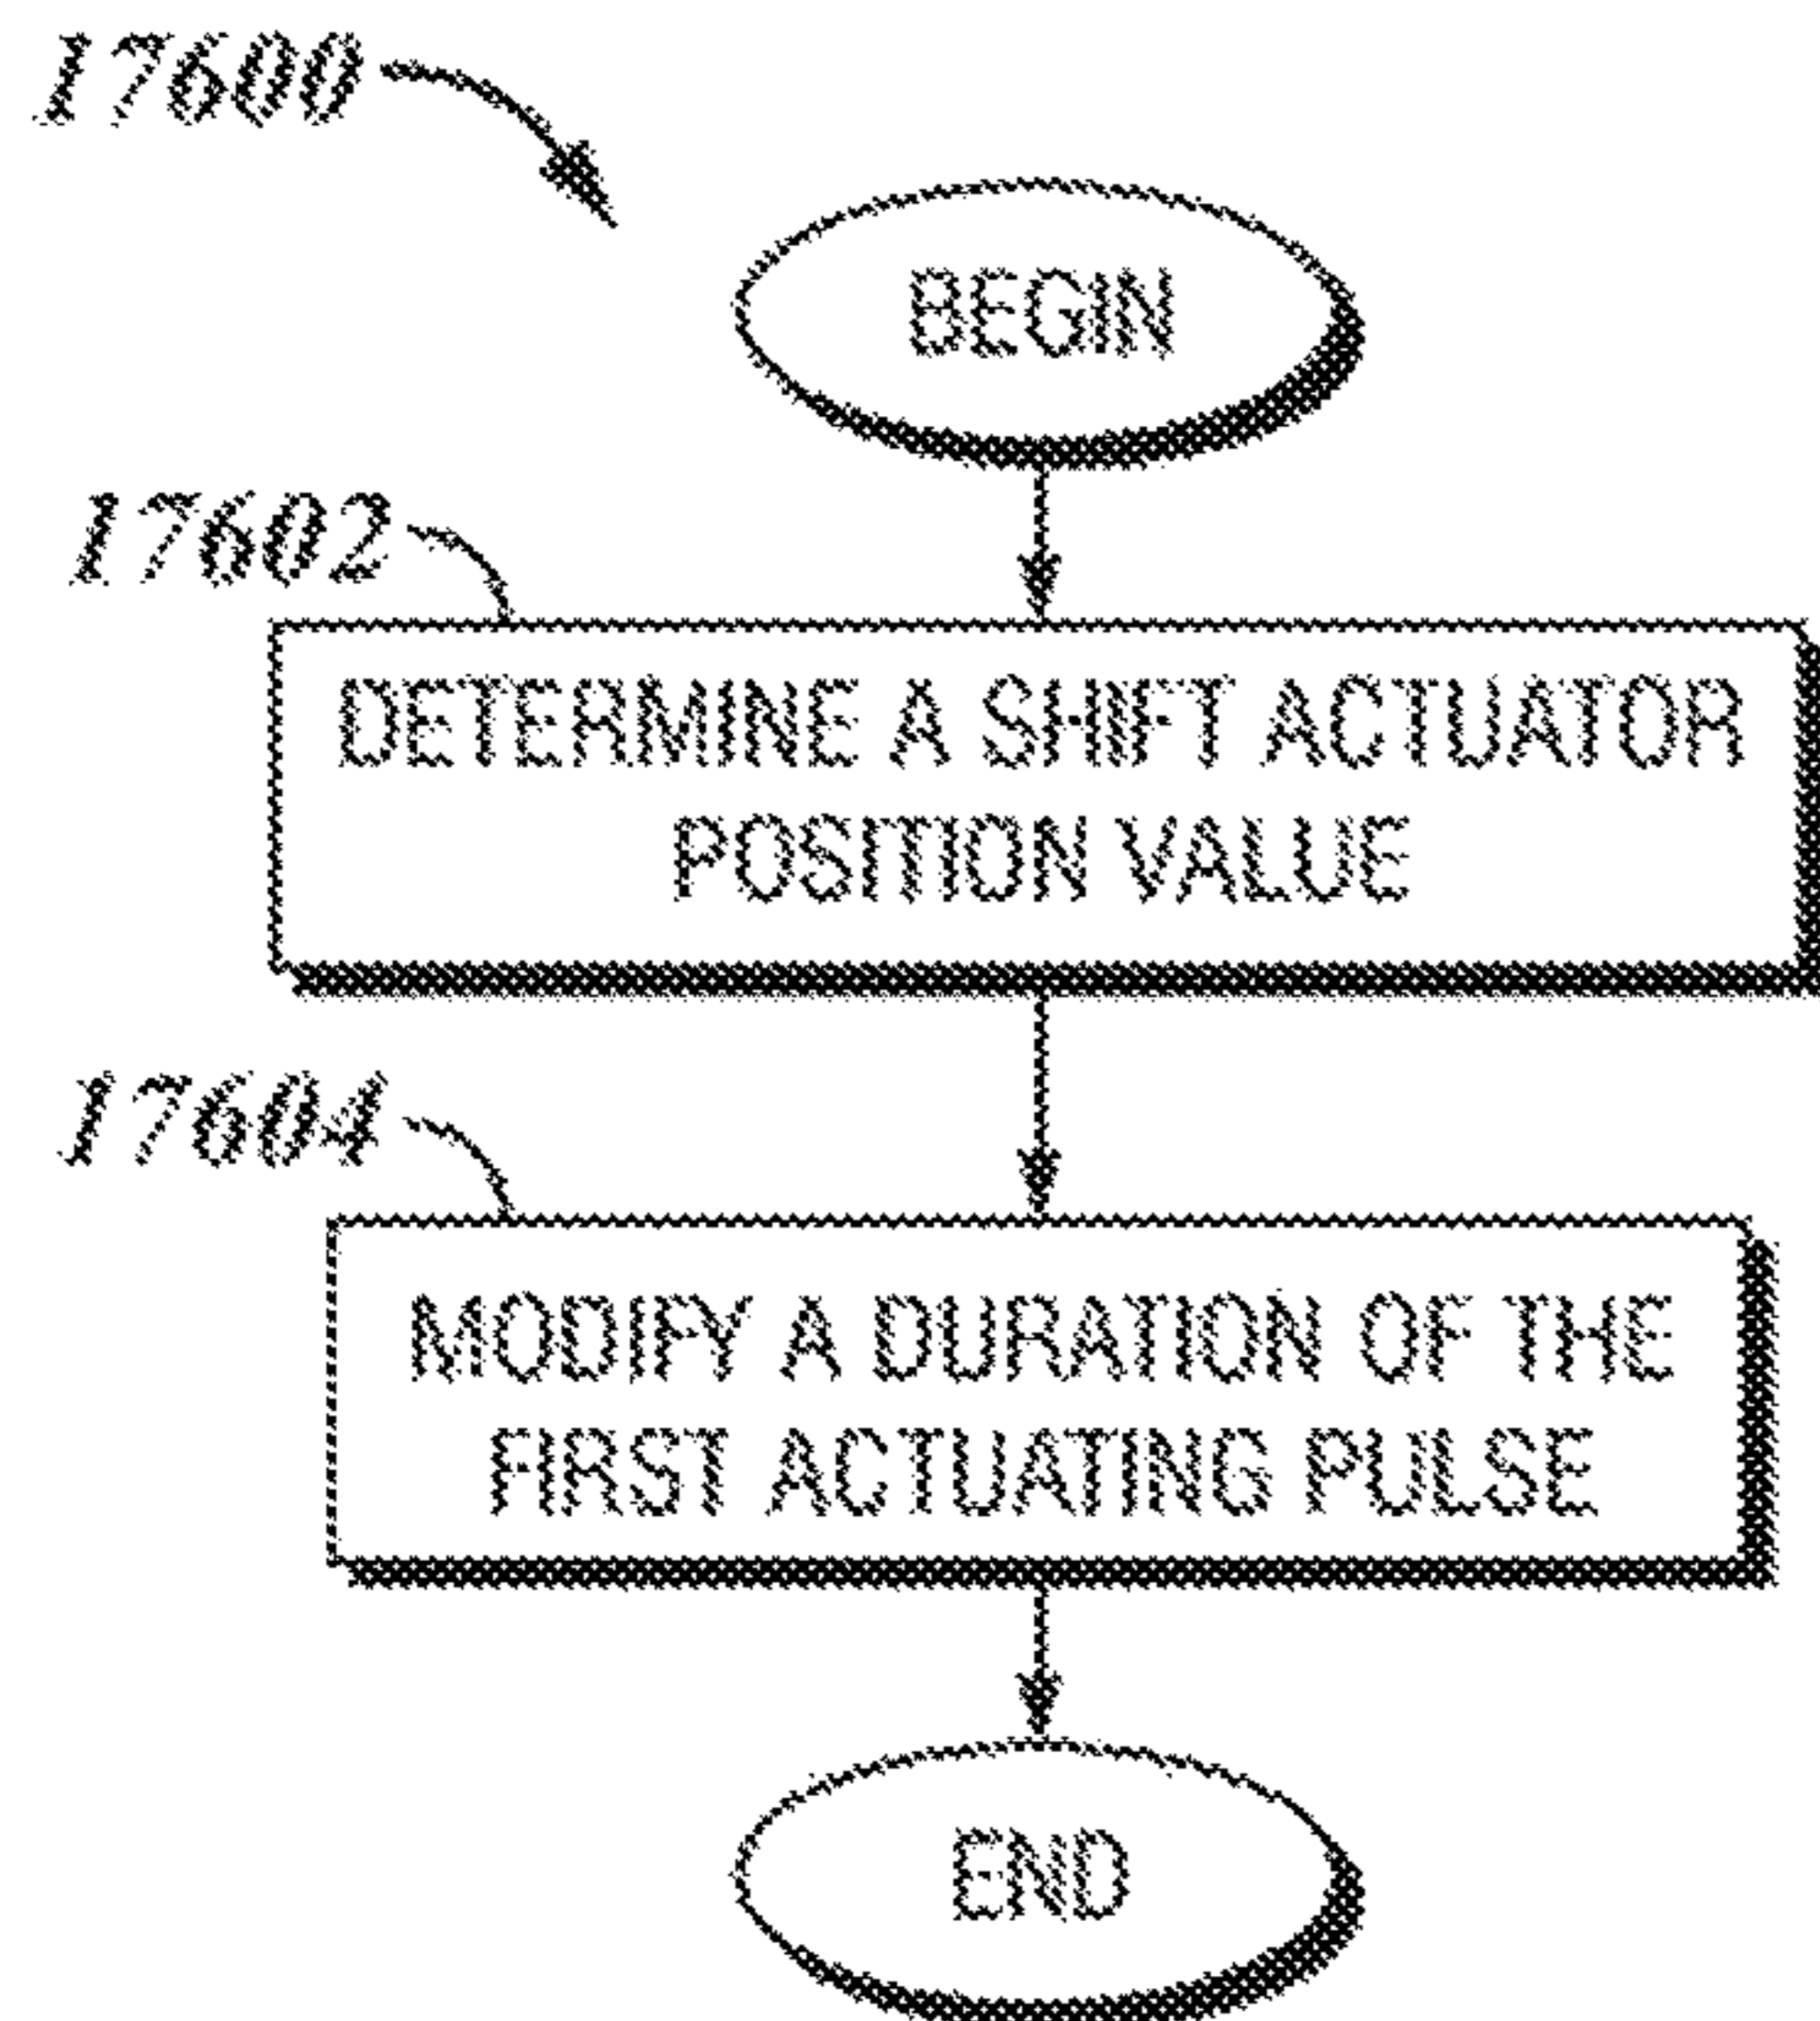 17600
BEGIN
17602
DETERMINE A SHIFT ACTUATOR
POSITION VALUE
17604
MODIFY A DURATION OF THE
FIRST ACTUATING PULSE
END